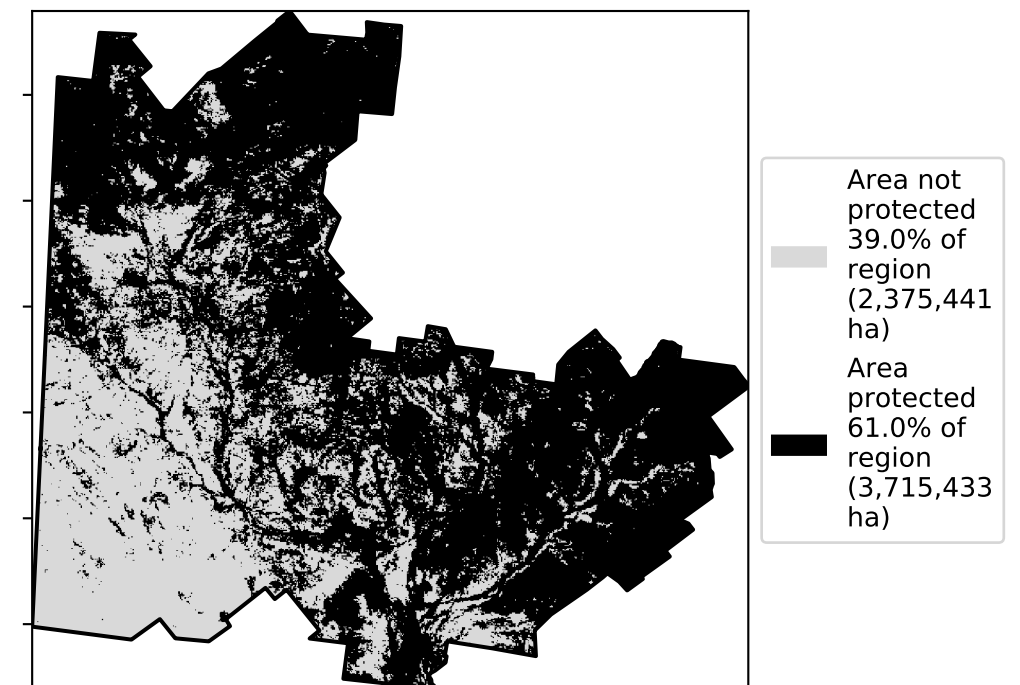 Area not
protected
39.0% of
region
(2,375,441
ha)
Area
protected
61.0% of
region
(3,715,433
ha)